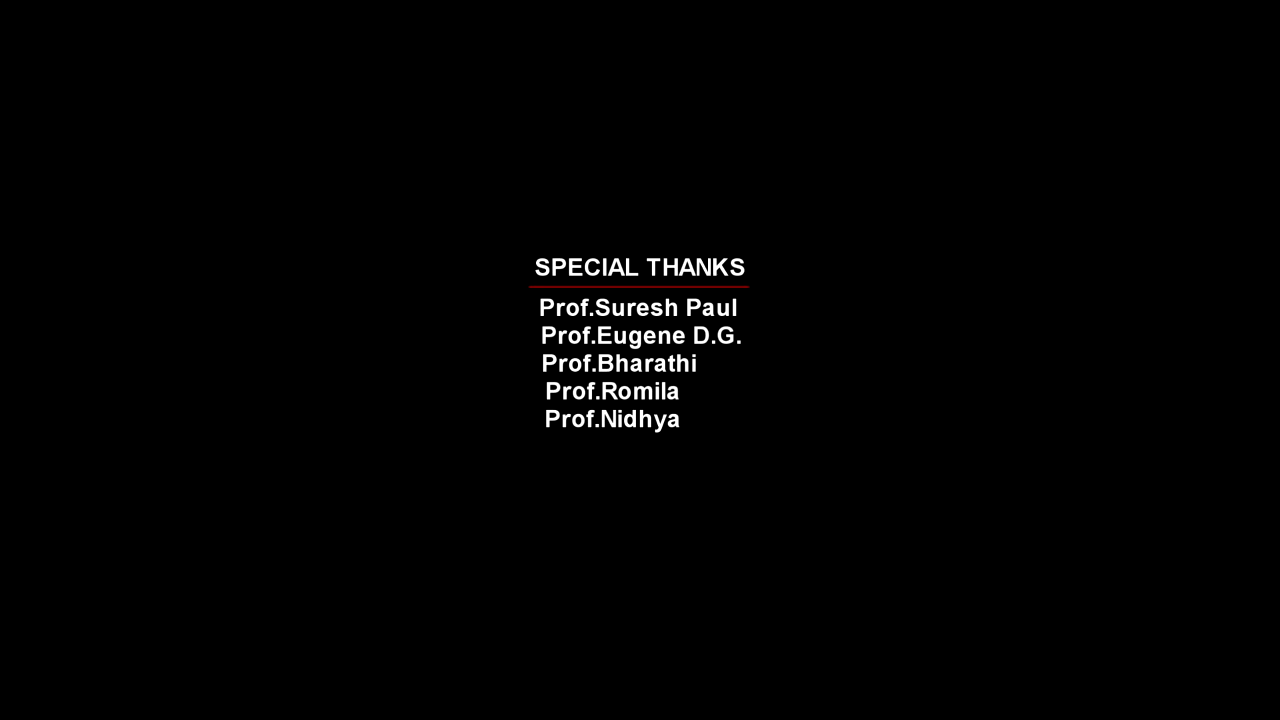 SPECIAL THANKS
Prof.Suresh Paul
Prof.Eugene D.G.
Prof.Bharathi
Prof.Romila
Prof.Nidhya